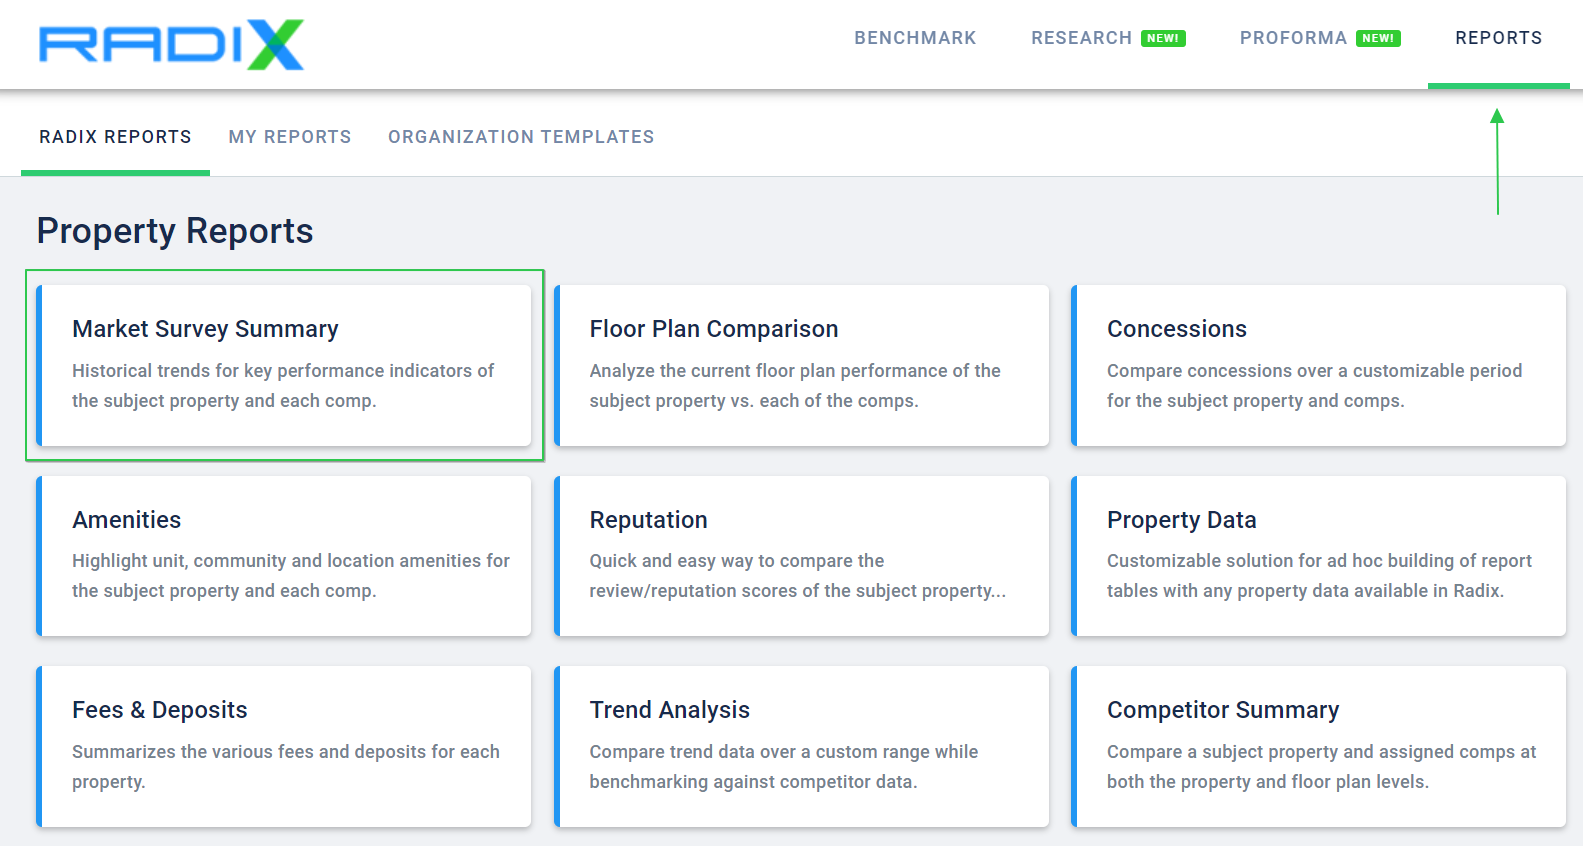 RADIX
BENCHMARK
RESEARCH NEW!
PROFORMA NEW!
REPORTS
RADIX REPORTS
MY REPORTS
ORGANIZATION TEMPLATES
Property Reports
Market Survey Summary
Historical trends for key performance indicators of
the subject property and each comp.
Floor Plan Comparison
Analyze the current floor plan performance of the
subject property vs. each of the comps.
Concessions
Compare concessions over a customizable period
for the subject property and comps.
Amenities
Highlight unit, community and location amenities for
the subject property and each comp.
Reputation
Quick and easy way to compare the
review/reputation scores of the subject property...
Property Data
Customizable solution for ad hoc building of report
tables with any property data available in Radix.
Fees & Deposits
Summarizes the various fees and deposits for each
property.
Trend Analysis
Compare trend data over a custom range while
benchmarking against competitor data.
Competitor Summary
Compare a subject property and assigned comps at
both the property and floor plan levels.